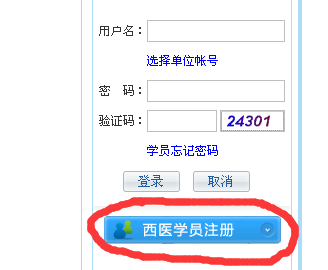 用户名：
选择单位帐号
密　码：
验证码： 24301
学员忘记密码
登录 取消
西医学员注册